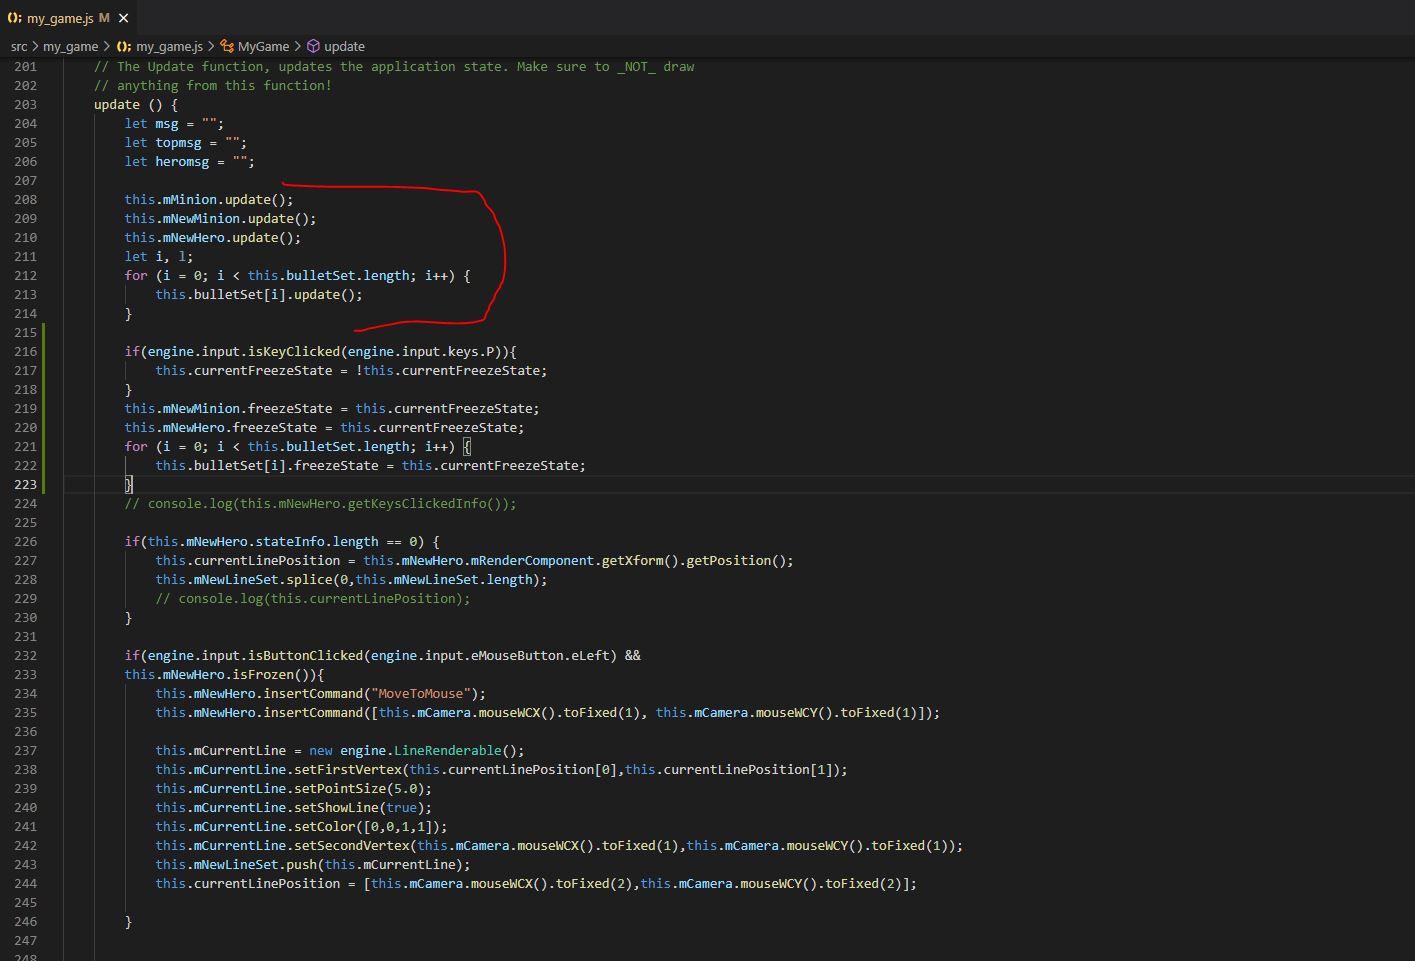 my_game.js M
src > my_game > my_game.js > MyGame > update
201 // The Update function, updates the application state. Make sure to _NOT_ draw
202 // anything from this function!
203 update () {
204 let msg = "";
205 let topmsg = "";
206 let heromsg = "";
207
208 this.mMinion.update();
209 this.mNewMinion.update();
210 this.mNewHero.update();
211 let i, l;
212 for (i = 0; i < this.bulletSet.length; i++) {
213 this.bulletSet[i].update();
214 }
215
216 if(engine.input.isKeyClicked(engine.input.keys.P)){
217 this.currentFreezeState = !this.currentFreezeState;
218 }
219 this.mNewMinion.freezeState = this.currentFreezeState;
220 this.mNewHero.freezeState = this.currentFreezeState;
221 for (i = 0; i < this.bulletSet.length; i++) {
222 this.bulletSet[i].freezeState = this.currentFreezeState;
223 }
224 // console.log(this.mNewHero.getKeysClickedInfo());
225
226 if(this.mNewHero.stateInfo.length == 0) {
227 this.currentLinePosition = this.mNewHero.mRenderComponent.getXform().getPosition();
228 this.mNewLineSet.splice(0,this.mNewLineSet.length);
229 // console.log(this.currentLinePosition);
230 }
231
232 if(engine.input.isButtonClicked(engine.input.eMouseButton.eLeft) &&
233 this.mNewHero.isFrozen()){
234 this.mNewHero.insertCommand("MoveToMouse");
235 this.mNewHero.insertCommand([this.mCamera.mouseWCX().toFixed(1), this.mCamera.mouseWCY().toFixed(1)]);
236
237 this.mCurrentLine = new engine.LineRenderable();
238 this.mCurrentLine.setFirstVertex(this.currentLinePosition[0],this.currentLinePosition[1]);
239 this.mCurrentLine.setPointSize(5.0);
240 this.mCurrentLine.setShowLine(true);
241 this.mCurrentLine.setColor([0,0,1,1]);
242 this.mCurrentLine.setSecondVertex(this.mCamera.mouseWCX().toFixed(1),this.mCamera.mouseWCY().toFixed(1));
243 this.mNewLineSet.push(this.mCurrentLine);
244 this.currentLinePosition = [this.mCamera.mouseWCX().toFixed(2),this.mCamera.mouseWCY().toFixed(2)];
245
246 }
247
248